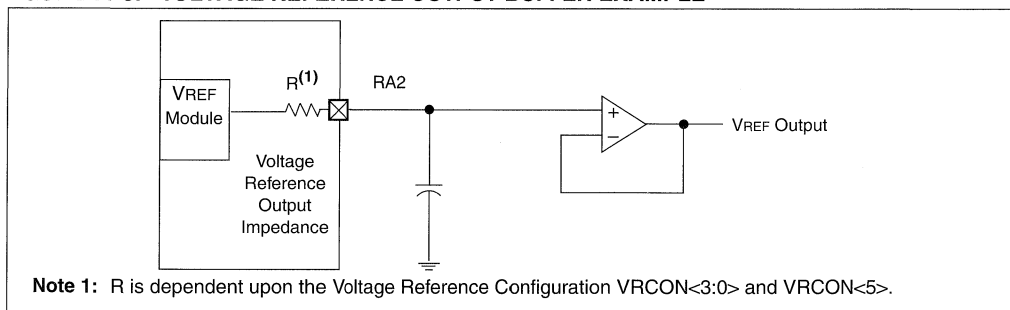 R(1)
RA2
VREF
Module
+
–
VREF Output
Voltage
Reference
Output
Impedance
Note 1: R is dependent upon the Voltage Reference Configuration VRCON<3:0> and VRCON<5>.